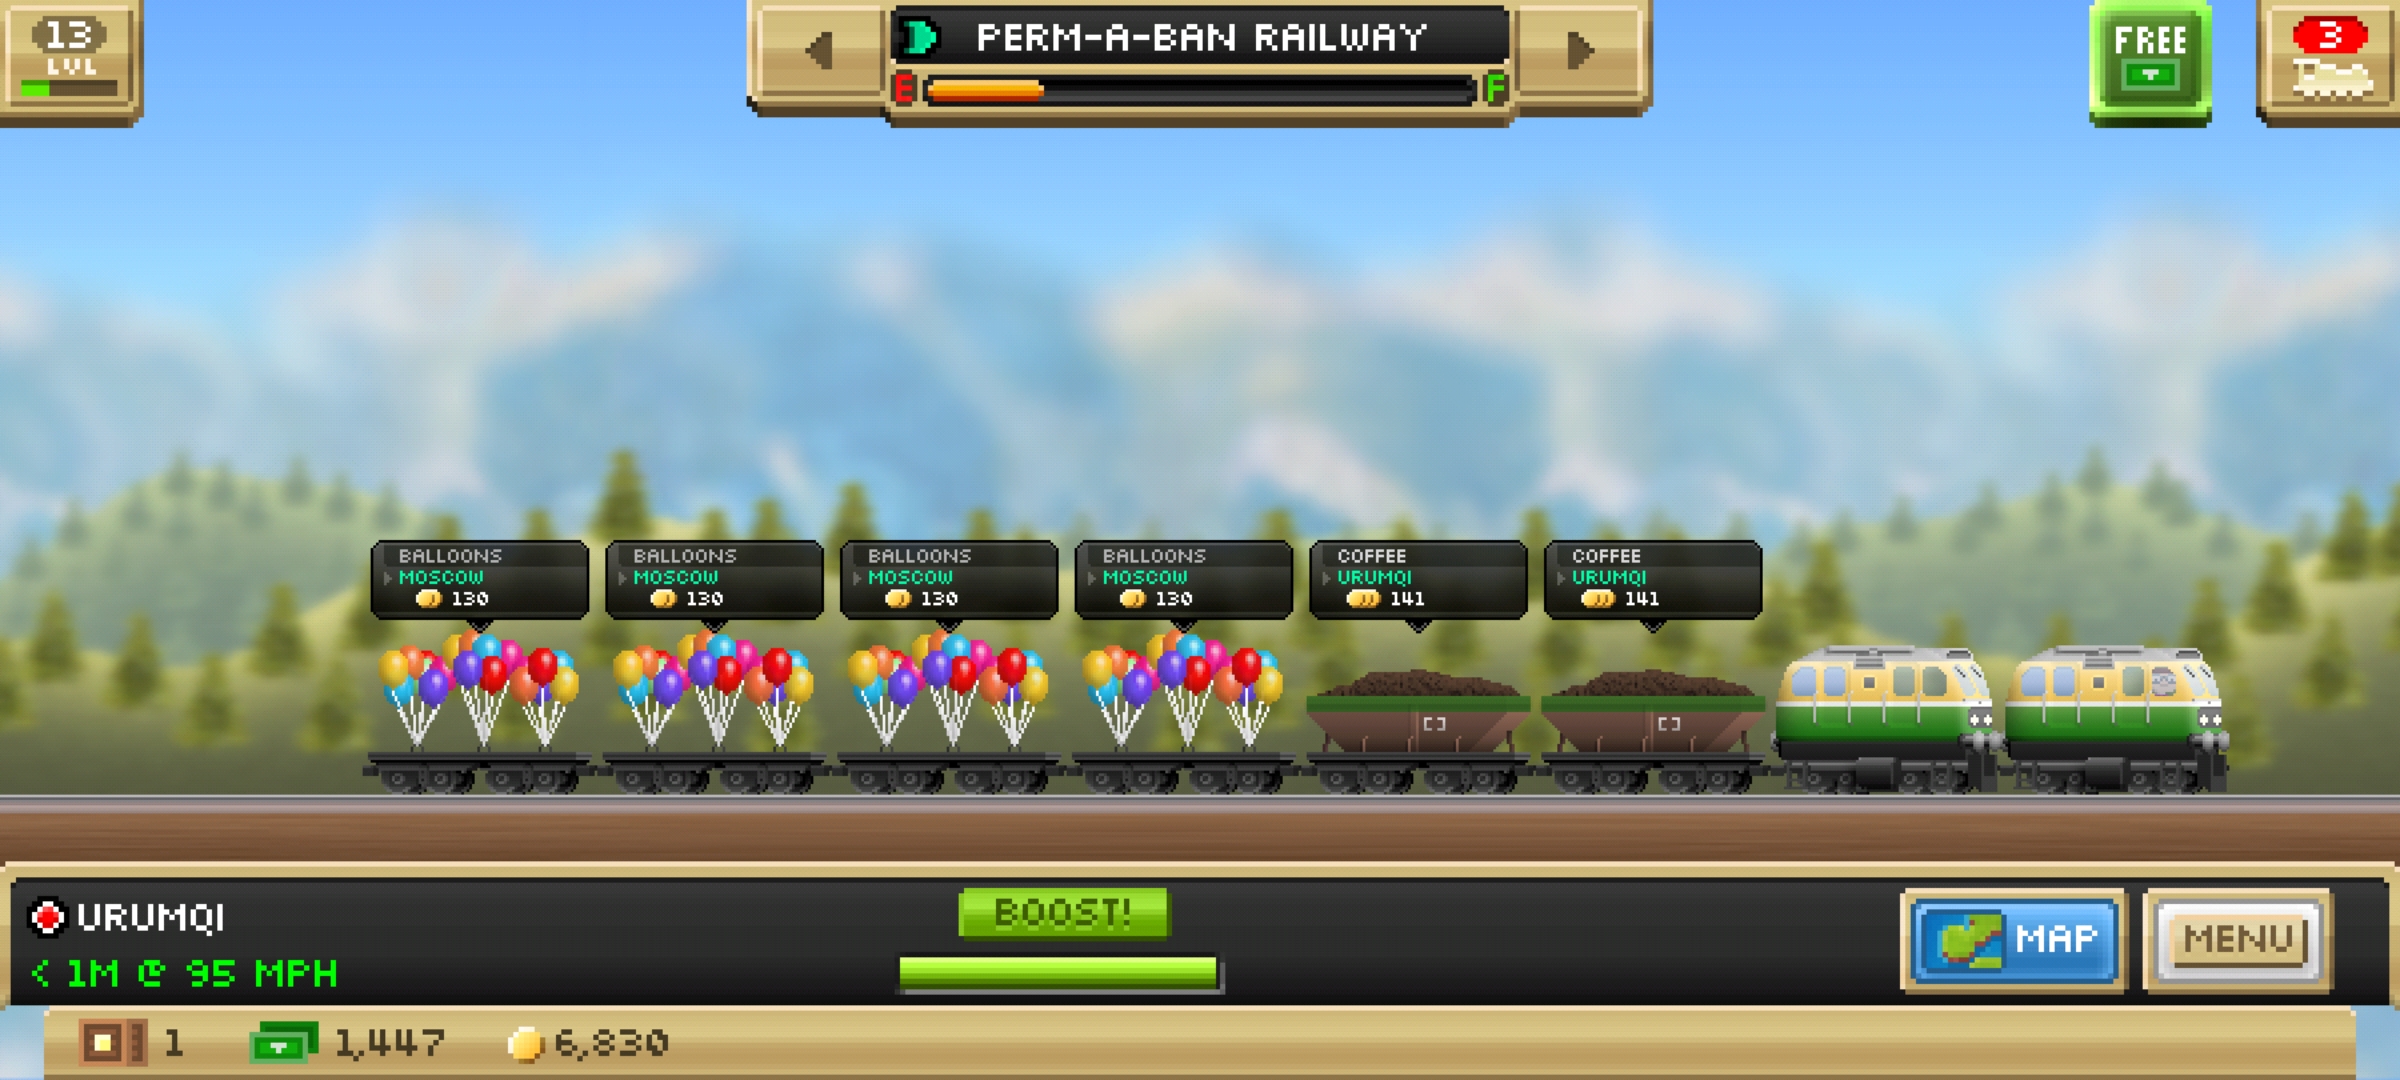 13
LVL
PERM-A-BAN RAILWAY
E
F
FREE
3
BALLOONS
MOSCOW
130
BALLOONS
MOSCOW
130
BALLOONS
MOSCOW
130
BALLOONS
MOSCOW
130
COFFEE
URUMQI
141
COFFEE
URUMQI
141
URUMQI
< 1M @ 95 MPH
BOOST!
MAP
MENU
1
1,447
6,830